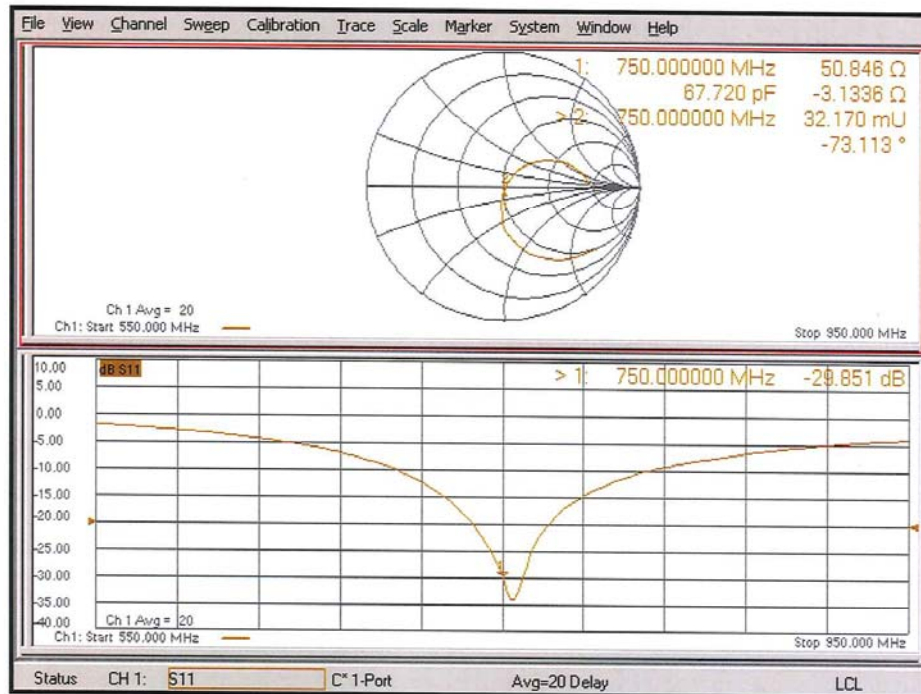 File View Channel Sweep Calibration Trace Scale Marker System Window Help
1: 750.000000 MHz 50.846 Ω
67.720 pF -3.1336 Ω
> 2: 750.000000 MHz 32.170 mU
-73.113 °
Ch 1 Avg = 20
Ch1: Start 550.000 MHz
Stop 950.000 MHz
dB S11
> 1: 750.000000 MHz -29.851 dB
10.00
5.00
0.00
-5.00
-10.00
-15.00
-20.00
-25.00
-30.00
-35.00
-40.00
1
Ch 1 Avg = 20
Ch1: Start 550.000 MHz
Stop 950.000 MHz
Status CH 1: S11 C* 1-Port Avg=20 Delay LCL